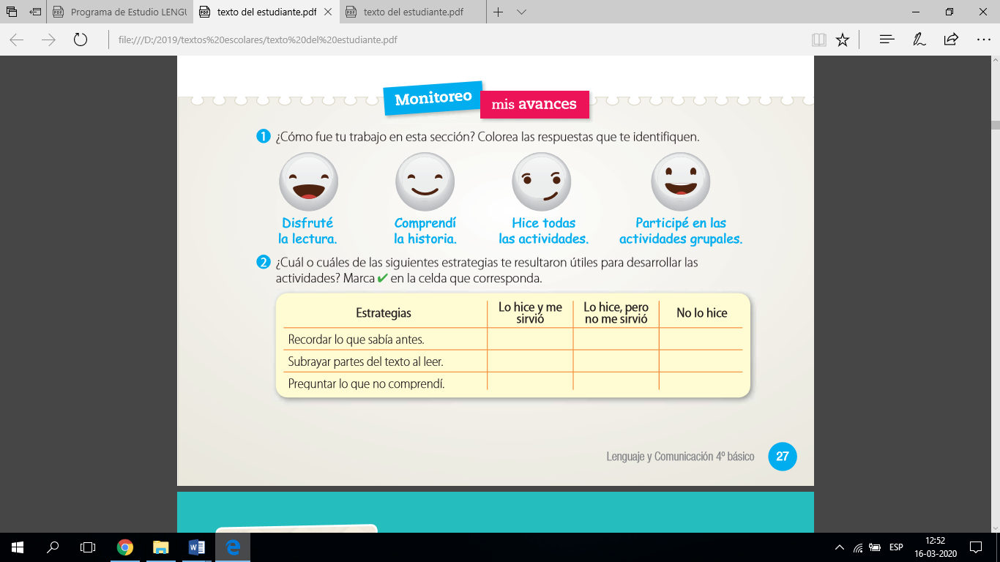 Programa de Estudio LENGU
texto del estudiante.pdf
texto del estudiante.pdf
file:///D:/2019/textos%20escolares/texto%20del%20estudiante.pdf
Monitoreo
mis avances
1 ¿Cómo fue tu trabajo en esta sección? Colorea las respuestas que te identifiquen.
Disfruté
la lectura.
Comprendí
la historia.
Hice todas
las actividades.
Participé en las
actividades grupales.
2 ¿Cuál o cuáles de las siguientes estrategias te resultaron útiles para desarrollar las
actividades? Marca ✔ en la celda que corresponda.
Estrategias
Lo hice y me
sirvió
Lo hice, pero
no me sirvió
No lo hice
Recordar lo que sabía antes.
Subrayar partes del texto al leer.
Preguntar lo que no comprendí.
Lenguaje y Comunicación 4º básico 27
ESP
12:52
16-03-2020